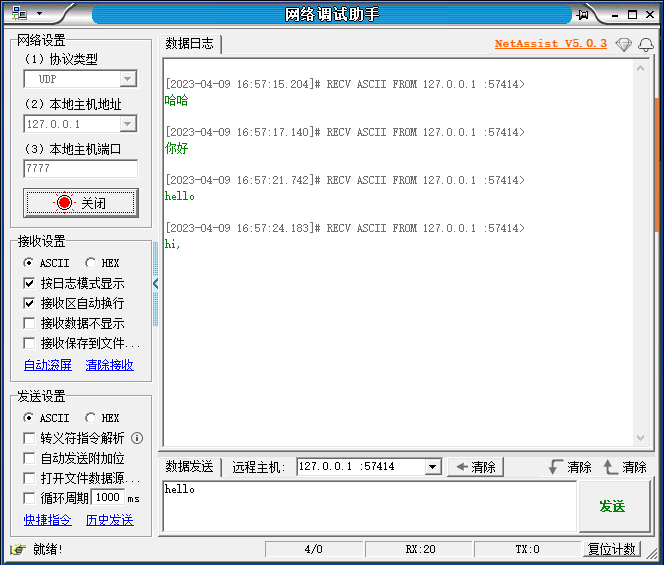 网络调试助手
网络设置
(1) 协议类型
UDP
(2) 本地主机地址
127.0.0.1
(3) 本地主机端口
7777
关闭
接收设置
ASCII HEX
按日志模式显示
接收区自动换行
接收数据不显示
接收保存到文件...
自动滚屏 清除接收
发送设置
ASCII HEX
转义符指令解析
自动发送附加位
打开文件数据源...
循环周期 1000 ms
快捷指令 历史发送
数据日志 NetAssist V5.0.3
[2023-04-09 16:57:15.204]# RECV ASCII FROM 127.0.0.1 :57414>
哈哈
[2023-04-09 16:57:17.140]# RECV ASCII FROM 127.0.0.1 :57414>
你好
[2023-04-09 16:57:21.742]# RECV ASCII FROM 127.0.0.1 :57414>
hello
[2023-04-09 16:57:24.183]# RECV ASCII FROM 127.0.0.1 :57414>
hi,
数据发送 远程主机: 127.0.0.1 :57414 清除 清除 清除
hello
发送
就绪! 4/0 RX:20 TX:0 复位计数